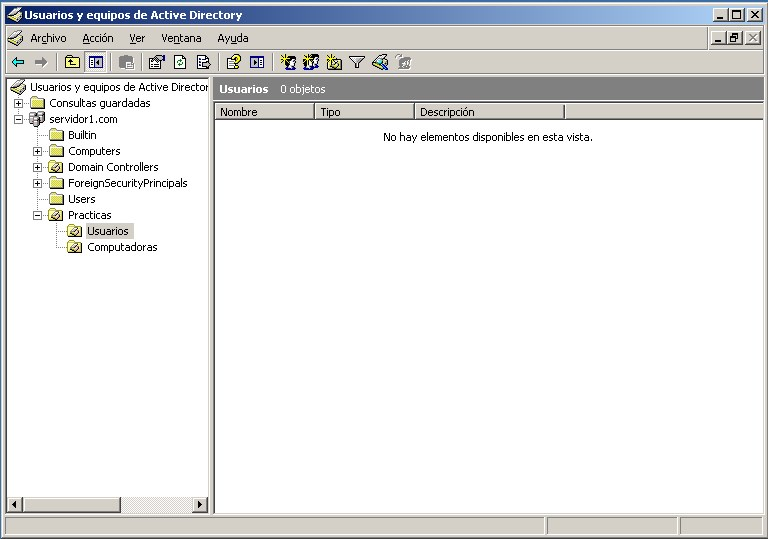 Usuarios y equipos de Active Directory
Archivo Acción Ver Ventana Ayuda
Usuarios y equipos de Active Director
Consultas guardadas
servidor1.com
Builtin
Computers
Domain Controllers
ForeignSecurityPrincipals
Users
Practicas
Usuarios
Computadoras
Usuarios 0 objetos
Nombre Tipo Descripción
No hay elementos disponibles en esta vista.